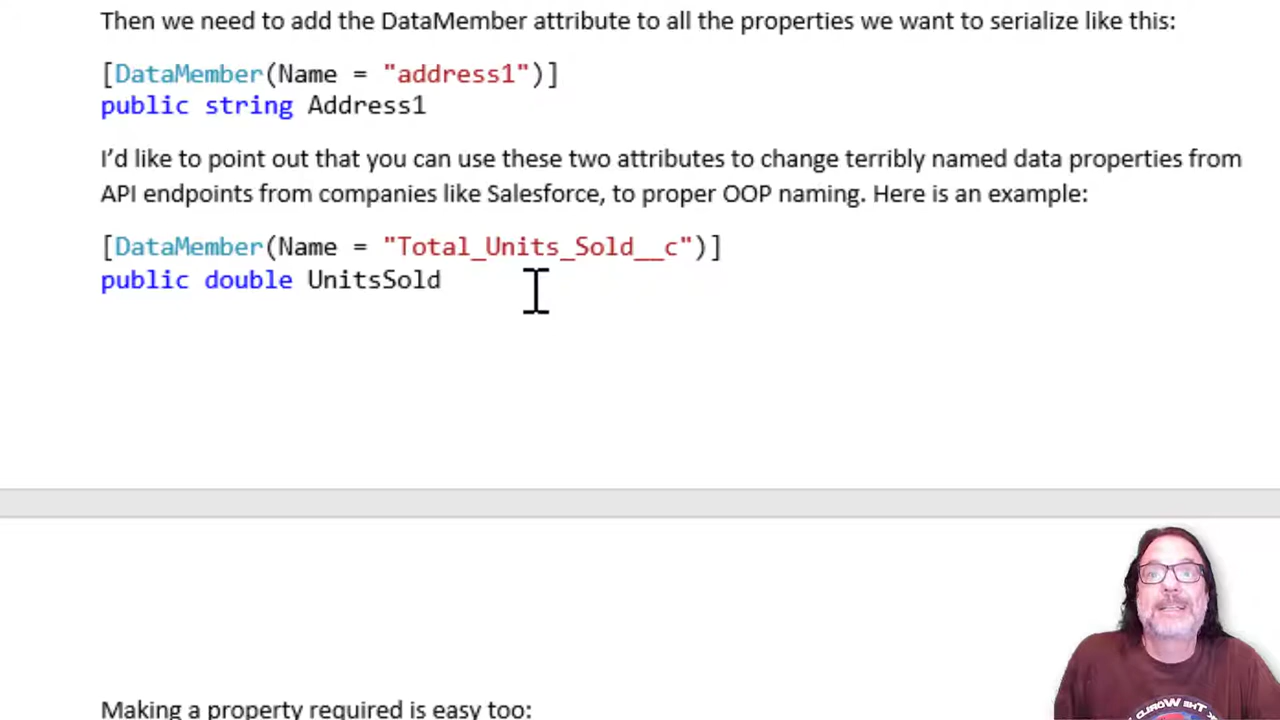 Then we need to add the DataMember attribute to all the properties we want to serialize like this:
[DataMember(Name = "address1")]
public string Address1
I’d like to point out that you can use these two attributes to change terribly named data properties from
API endpoints from companies like Salesforce, to proper OOP naming. Here is an example:
[DataMember(Name = "Total_Units_Sold__c")]
public double UnitsSold
Making a property required is easy too: